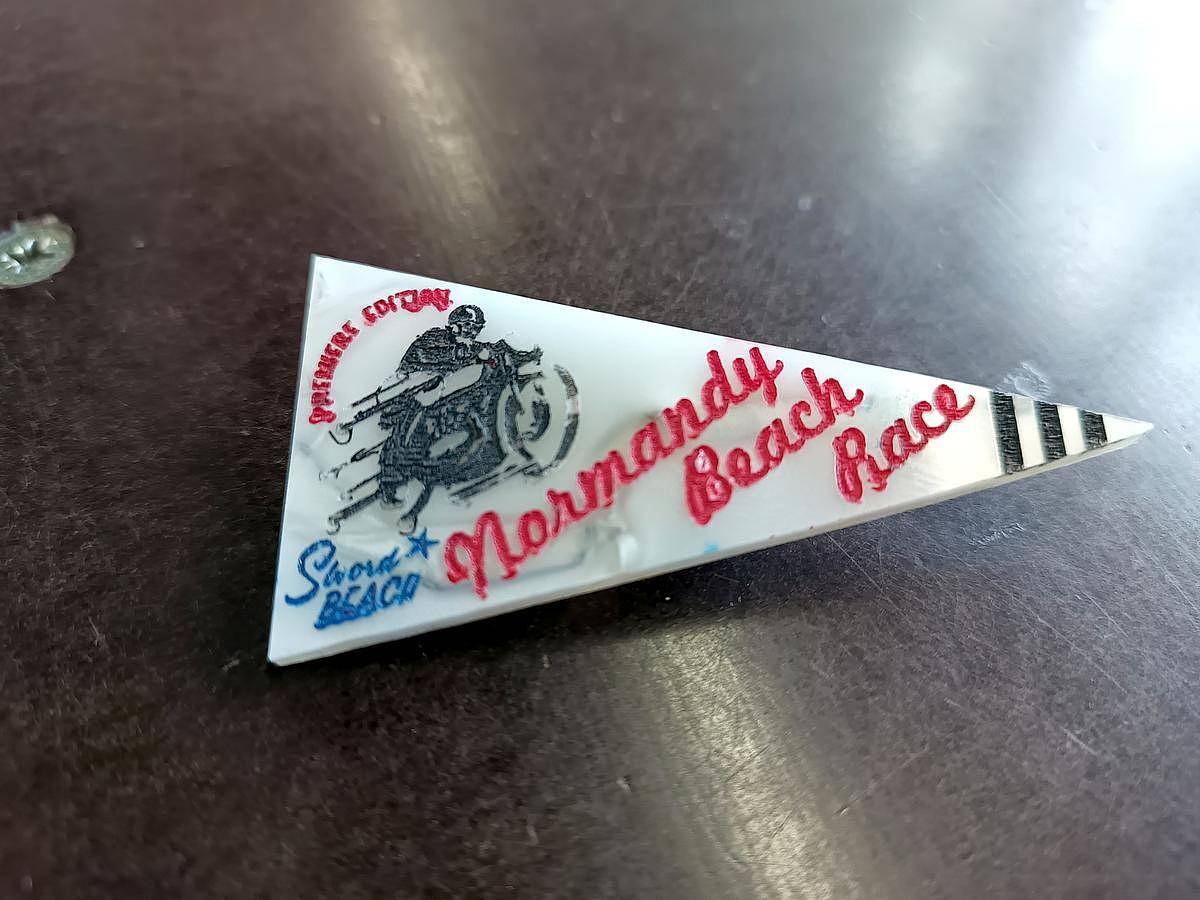 PREMIERE EDITION
Sword
BEACH
Normandy
Beach
Race